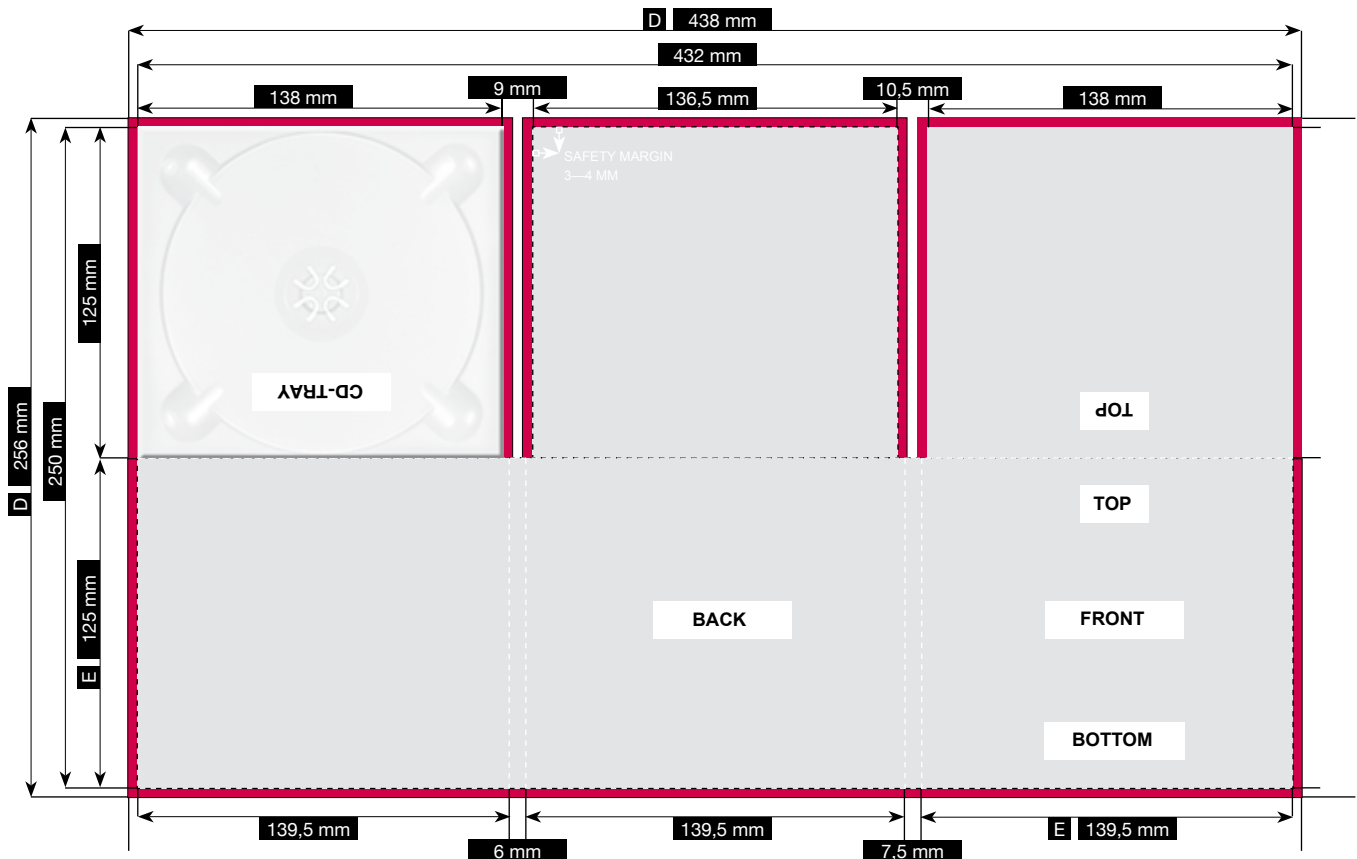 D 438 mm
432 mm
138 mm
9 mm
136,5 mm
10,5 mm
138 mm
SAFETY MARGIN
3—4 MM
125 mm
CD-TRAY
TOP
D 256 mm
250 mm
TOP
E 125 mm
BACK
FRONT
BOTTOM
139,5 mm
6 mm
139,5 mm
7,5 mm
E 139,5 mm